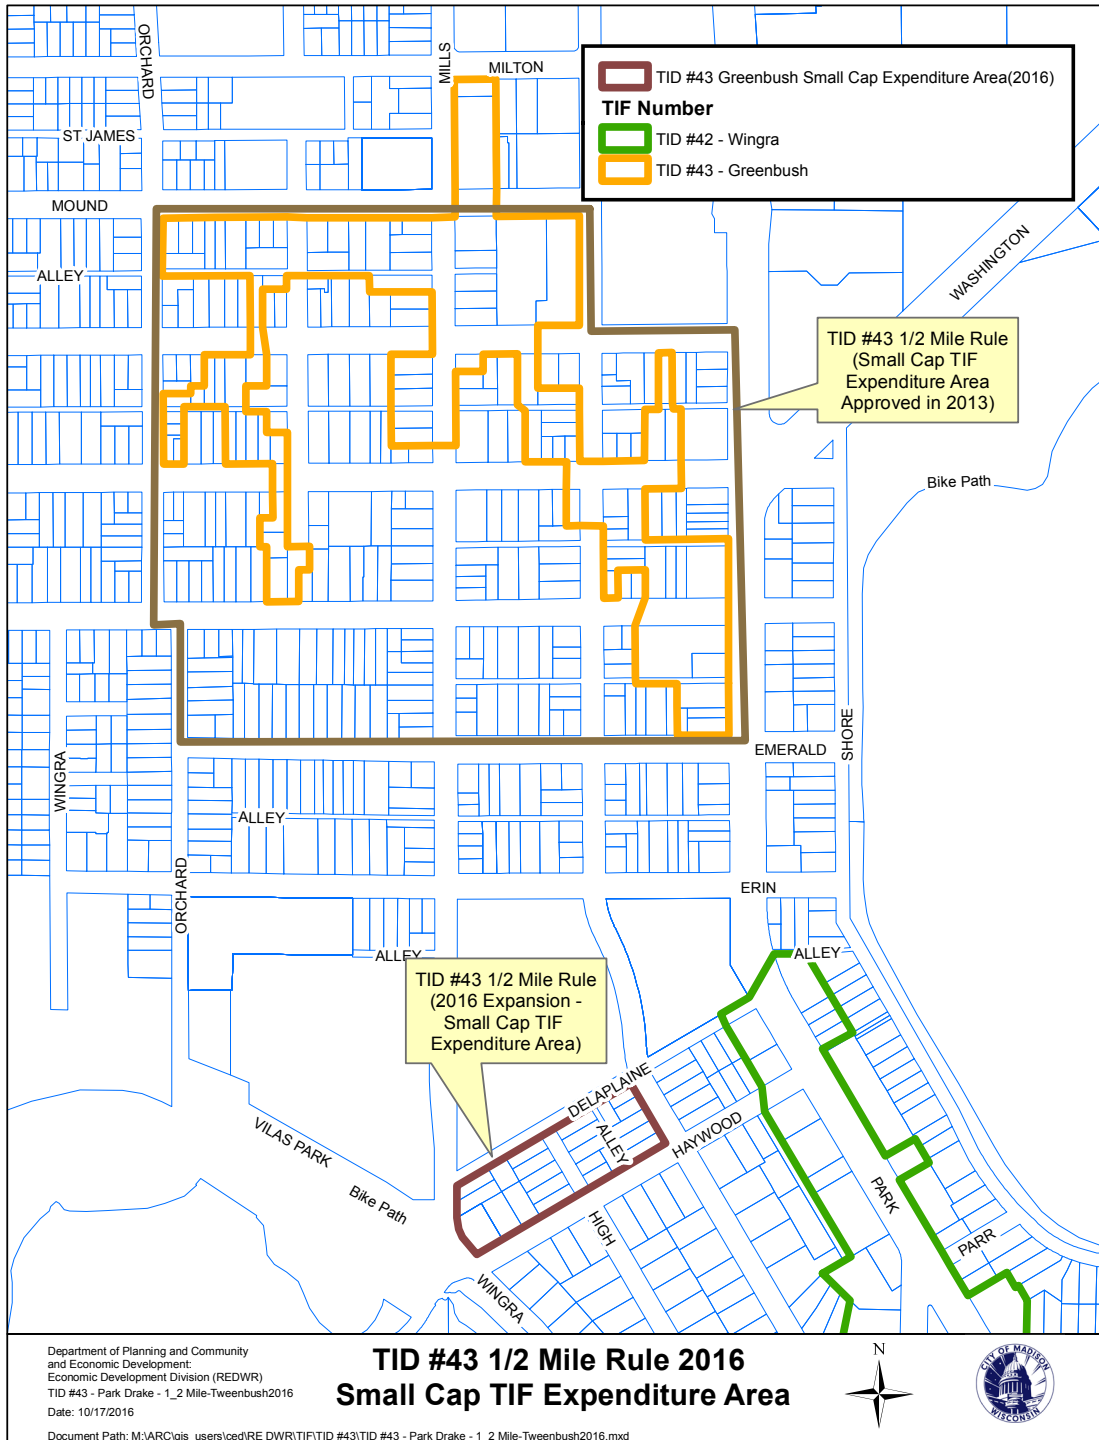 ORCHARD
MILLS
MILTON
ST JAMES
MOUND
ALLEY
TID #43 Greenbush Small Cap Expenditure Area(2016)
TIF Number
TID #42 - Wingra
TID #43 - Greenbush
WASHINGTON
TID #43 1/2 Mile Rule
(Small Cap TIF
Expenditure Area
Approved in 2013)
Bike Path
SHORE
EMERALD
WINGRA
ALLEY
ORCHARD
ERIN
ALLEY
ALLEY
TID #43 1/2 Mile Rule
(2016 Expansion -
Small Cap TIF
Expenditure Area)
DELAPLAINE
ALLEY
HAYWOOD
VILAS PARK
Bike Path
HIGH
PARK
PARR
WINGRA
Department of Planning and Community
and Economic Development:
Economic Development Division (REDWR)
TID #43 - Park Drake - 1_2 Mile-Tweenbush2016
Date: 10/17/2016
Document Path: M:\ARC\gis_users\ced\RE DWR\TIF\TID #43\TID #43 - Park Drake - 1_2 Mile-Tweenbush2016.mxd
TID #43 1/2 Mile Rule 2016
Small Cap TIF Expenditure Area
N
CITY OF MADISON
WISCONSIN